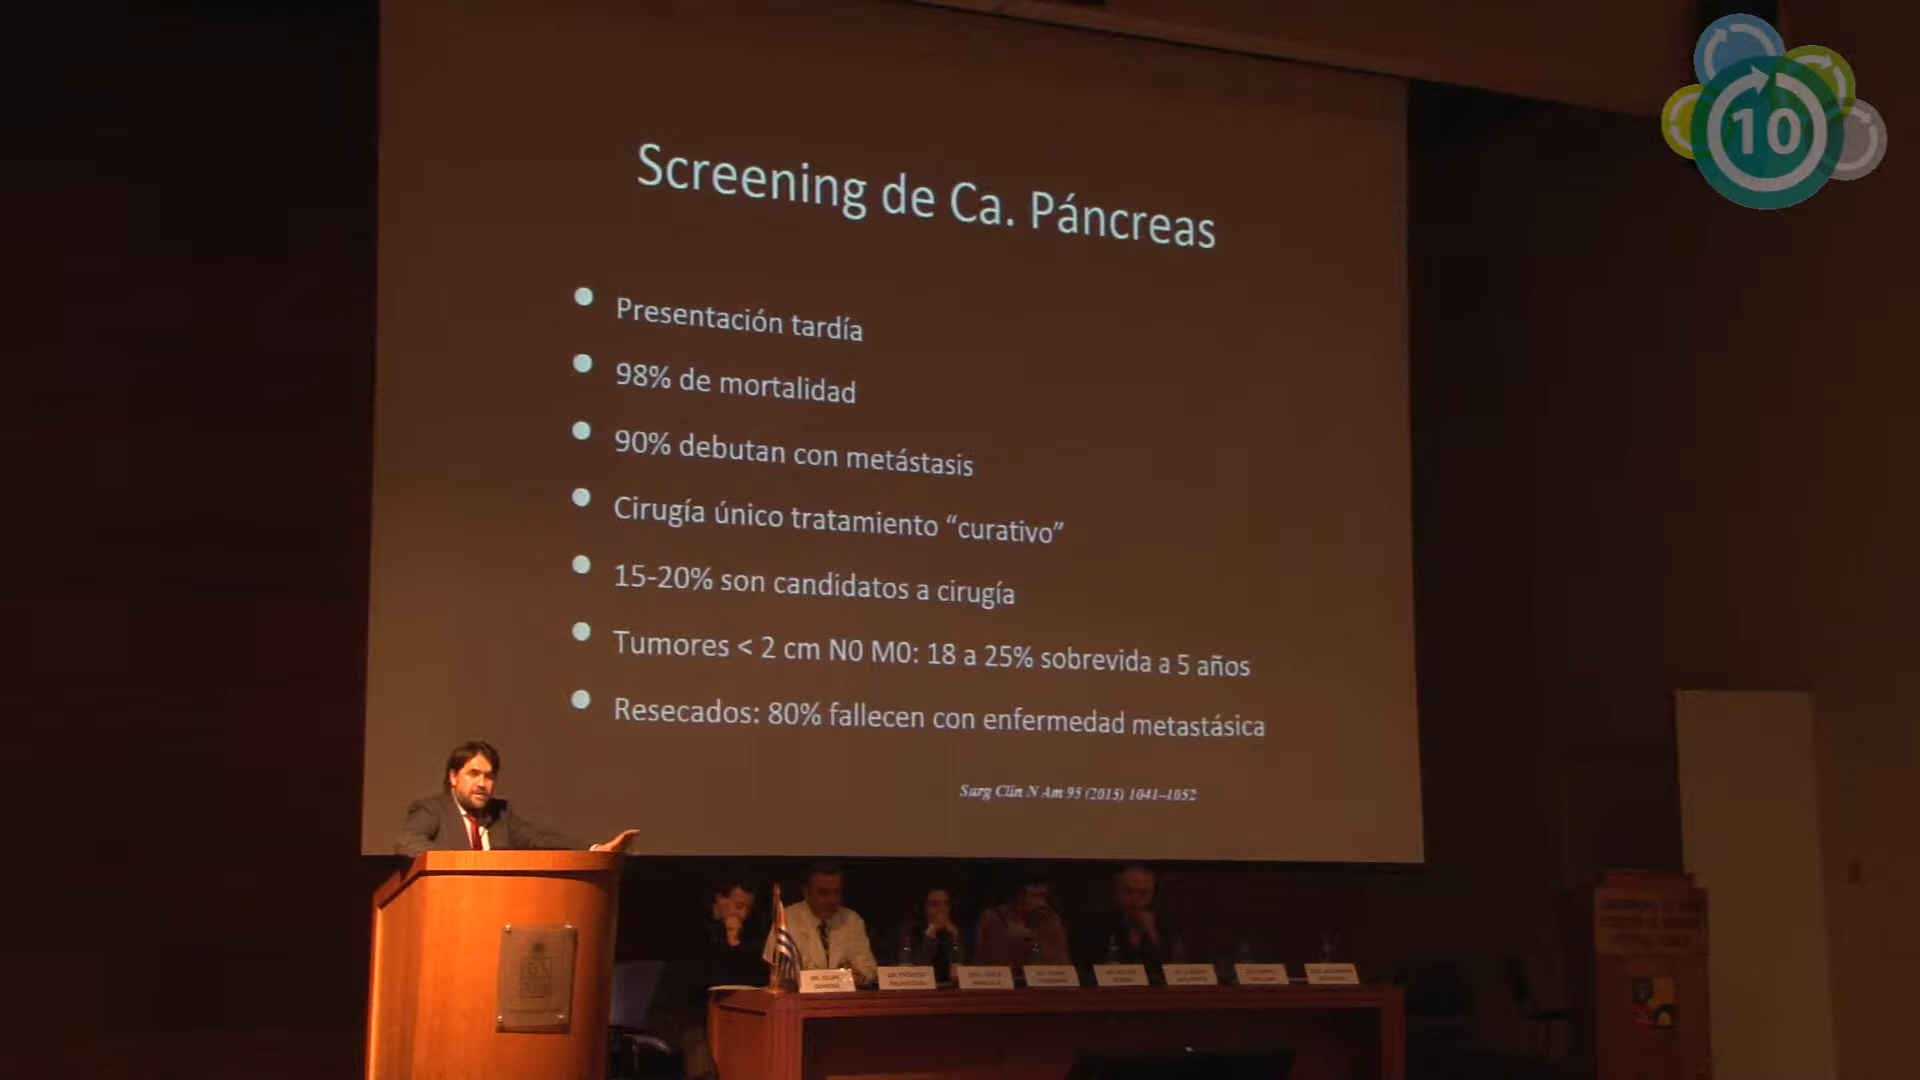 10
Screening de Ca. Páncreas
Presentación tardía
98% de mortalidad
90% debutan con metástasis
Cirugía único tratamiento “curativo”
15-20% son candidatos a cirugía
Tumores < 2 cm N0 M0: 18 a 25% sobrevida a 5 años
Resecados: 80% fallecen con enfermedad metastásica
Surg Clin N Am 95 (2015) 1041–1052